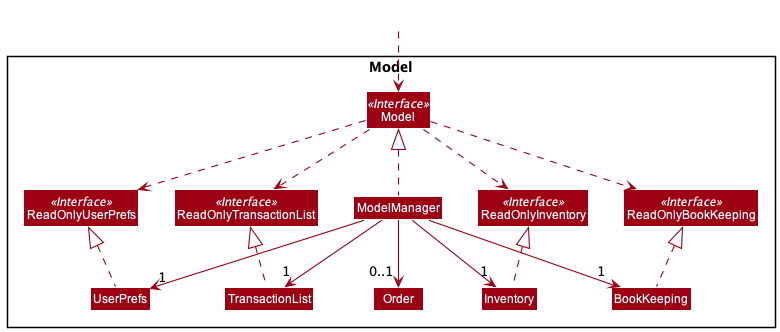 Model
«Interface»
Model
«Interface»
ReadOnlyUserPrefs
«Interface»
ReadOnlyTransactionList
ModelManager
«Interface»
ReadOnlyInventory
«Interface»
ReadOnlyBookKeeping
1
1
0..1
1
1
UserPrefs
TransactionList
Order
Inventory
BookKeeping